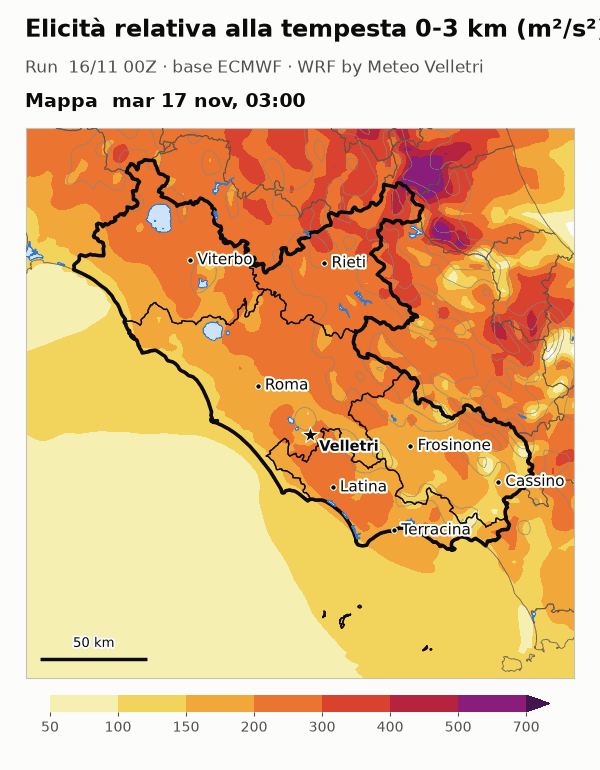 Elicità relativa alla tempesta 0-3 km (m²/s²)
Run  16/11 00Z · base ECMWF · WRF by Meteo Velletri
Mappa  mar 17 nov, 03:00
Viterbo
Rieti
Roma
Velletri
Frosinone
Latina
Cassino
Terracina
50 km
50 100 150 200 300 400 500 700